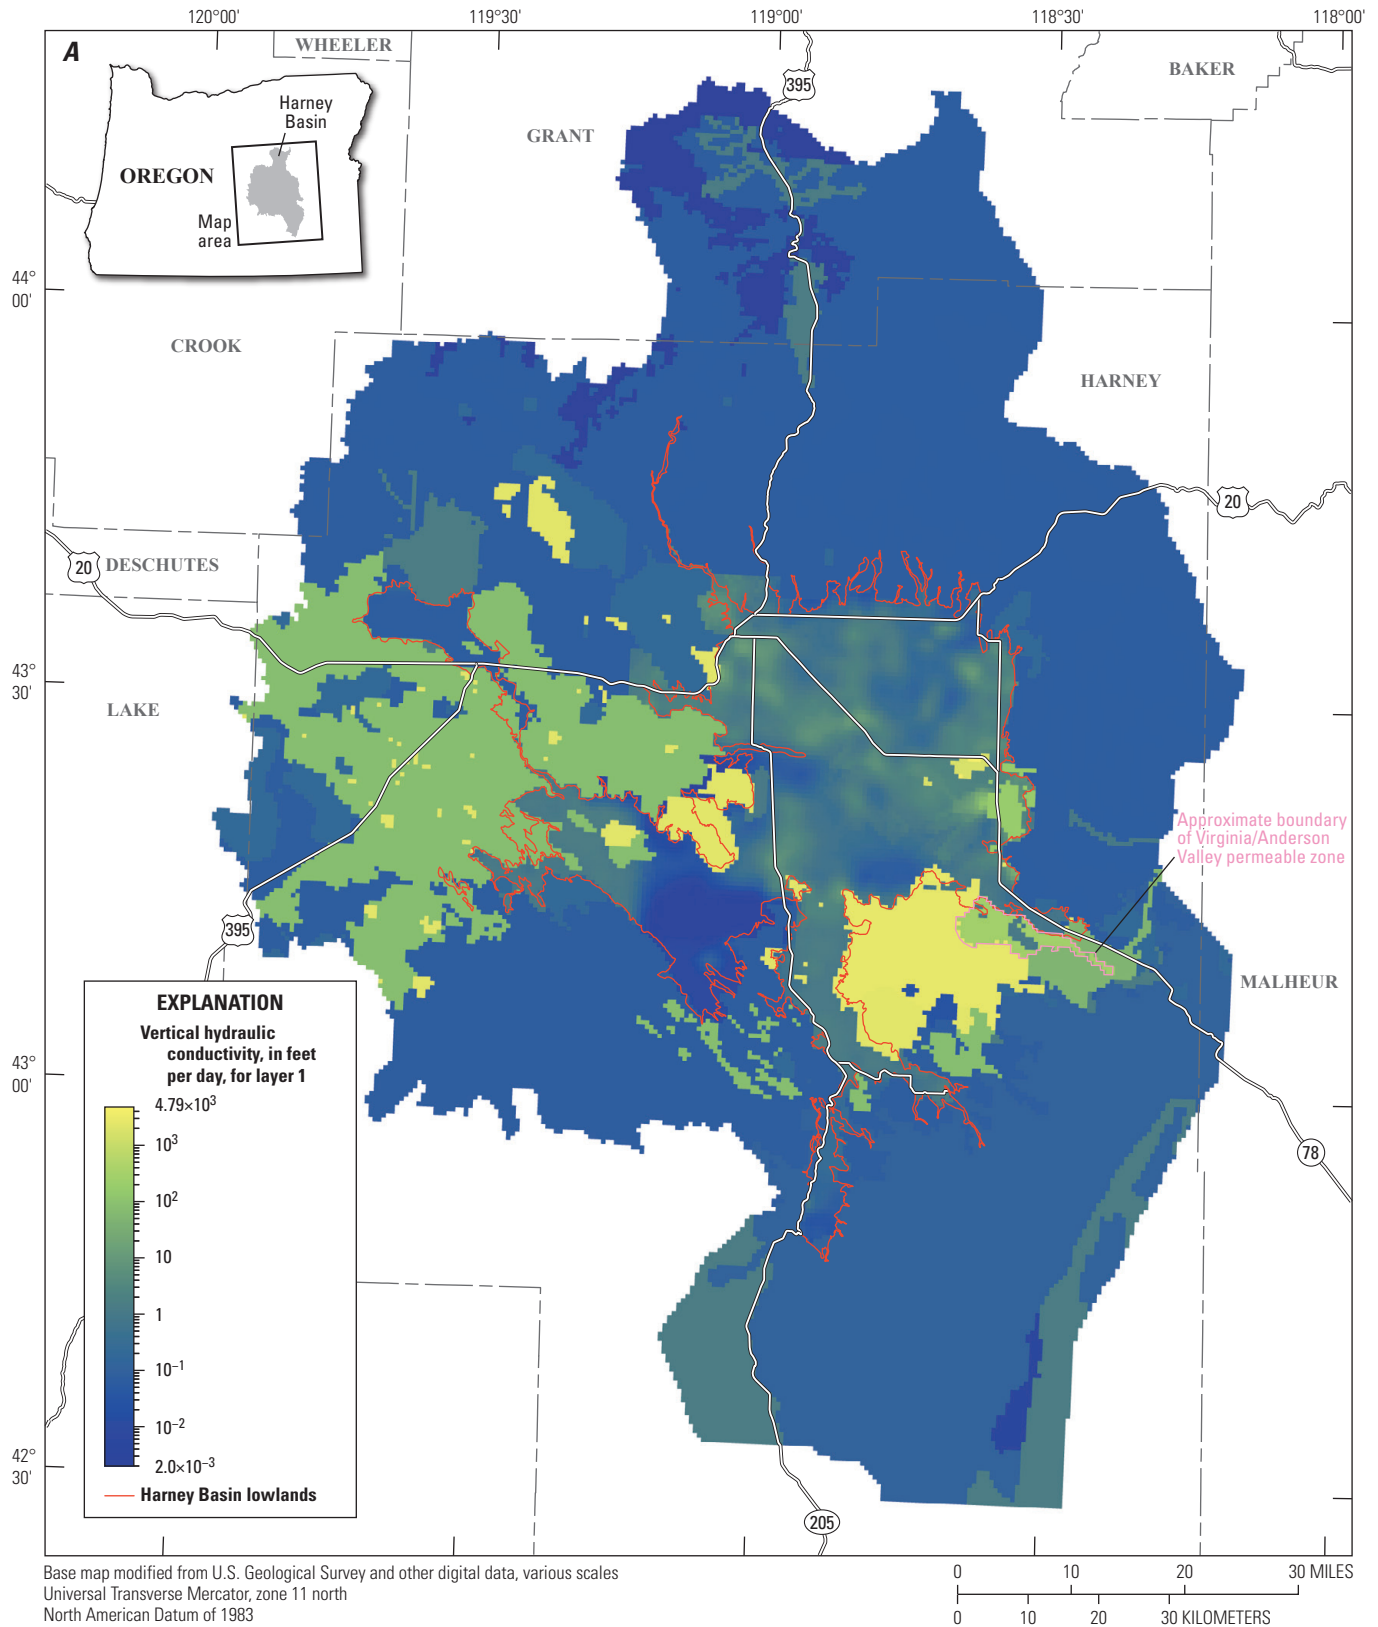 120°00'
119°30'
119°00'
118°30'
118°00'
A
WHEELER
BAKER
GRANT
395
Harney
Basin
OREGON
Map
area
44°
00'
CROOK
HARNEY
20
20
DESCHUTES
43°
30'
LAKE
Approximate boundary
of Virginia/Anderson
Valley permeable zone
395
MALHEUR
EXPLANATION
Vertical hydraulic
conductivity, in feet
per day, for layer 1
4.79×10³
10³
10²
10
1
10⁻¹
10⁻²
2.0×10⁻³
Harney Basin lowlands
43°
00'
78
42°
30'
205
Base map modified from U.S. Geological Survey and other digital data, various scales
Universal Transverse Mercator, zone 11 north
North American Datum of 1983
0 10 20 30 MILES
0 10 20 30 KILOMETERS